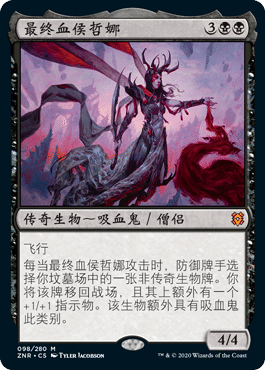 最终血侯哲娜 3
传奇生物～吸血鬼／僧侣
飞行
每当最终血侯哲娜攻击时，防御牌手选
择你坟墓场中的一张非传奇生物牌。你
将该牌移回战场，且其上额外有一个
+1/+1指示物。该生物额外具有吸血鬼
此类别。
4/4
098/280 M
ZNR • CS TYLER JACOBSON
™ & © 2020 Wizards of the Coast